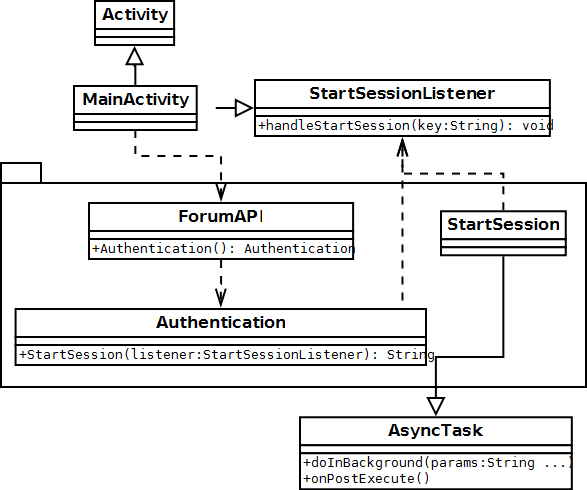 Activity
MainActivity
StartSessionListener
+handleStartSession(key:String): void
ForumAPI
+Authentication(): Authentication
StartSession
Authentication
+StartSession(listener:StartSessionListener): String
AsyncTask
+doInBackground(params:String ...)
+onPostExecute()